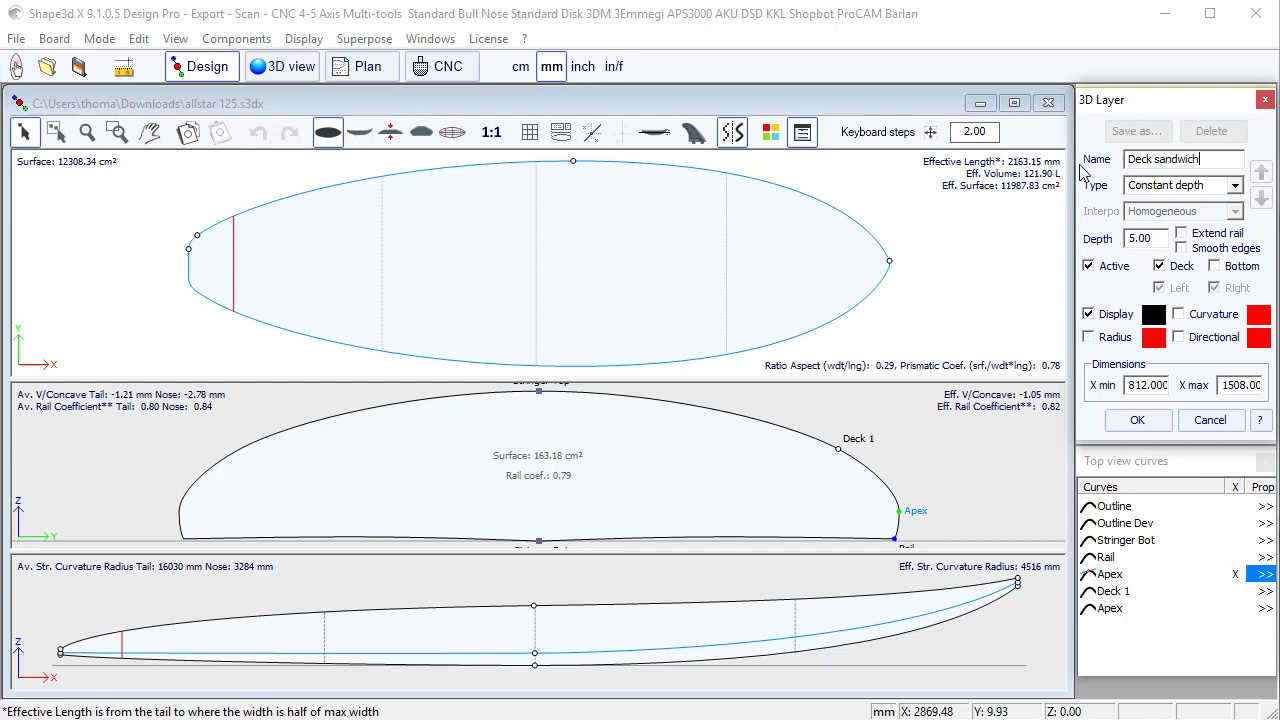 Shape3d X 9.1.0.5 Design Pro - Export - Scan - CNC 4-5 Axis Multi-tools Standard Bull Nose Standard Disk 3DM 3Emmegi APS3000 AKU DSD KKL Shopbot ProCAM Barlan
File Board Mode Edit View Components Display Superpose Windows License ?
Design 3D view Plan CNC cm mm inch in/f
C:\Users\thoma\Downloads\allstar 125.s3dx
1:1 Keyboard steps 2.00
Surface: 12308.34 cm²
Effective Length*: 2163.15 mm
Eff. Volume: 121.90 L
Eff. Surface: 11987.83 cm²
Y
X
Ratio Aspect (wdt/lng): 0.29, Prismatic Coef. (srf./wdt*lng): 0.78
Av. V/Concave Tail: -1.21 mm Nose: -2.78 mm
Av. Rail Coefficient** Tail: 0.80 Nose: 0.84
Eff. V/Concave: -1.05 mm
Eff. Rail Coefficient**: 0.82
Deck 1
Surface: 163.18 cm²
Rail coef.: 0.79
Apex
Z
Y
Av. Str. Curvature Radius Tail: 16030 mm Nose: 3284 mm
Eff. Str. Curvature Radius: 4516 mm
Z
X
3D Layer
Save as... Delete
Name Deck sandwich
Type Constant depth
Interpo Homogeneous
Depth 5.00 Extend rail
Smooth edges
Active Deck Bottom
Left Right
Display Curvature
Radius Directional
Dimensions
X min 812.000 X max 1508.00
OK Cancel ?
Top view curves
Curves X Prop
Outline >>
Outline Dev >>
Stringer Bot >>
Rail >>
Apex X >>
Deck 1 >>
Apex >>
*Effective Length is from the tail to where the width is half of max width mm X: 2869.48 Y: 9.93 Z: 0.00